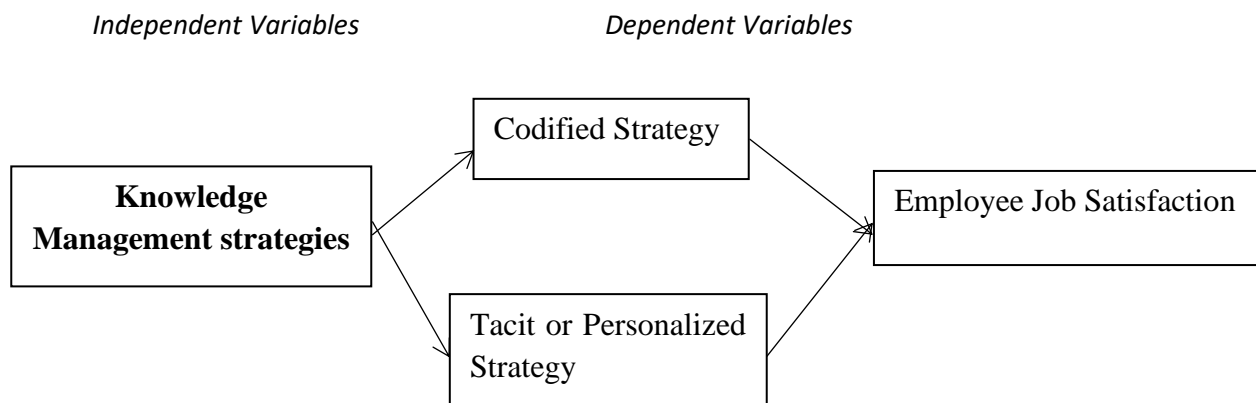 Independent Variables
Dependent Variables
Codified Strategy
Knowledge
Management strategies
Employee Job Satisfaction
Tacit or Personalized
Strategy